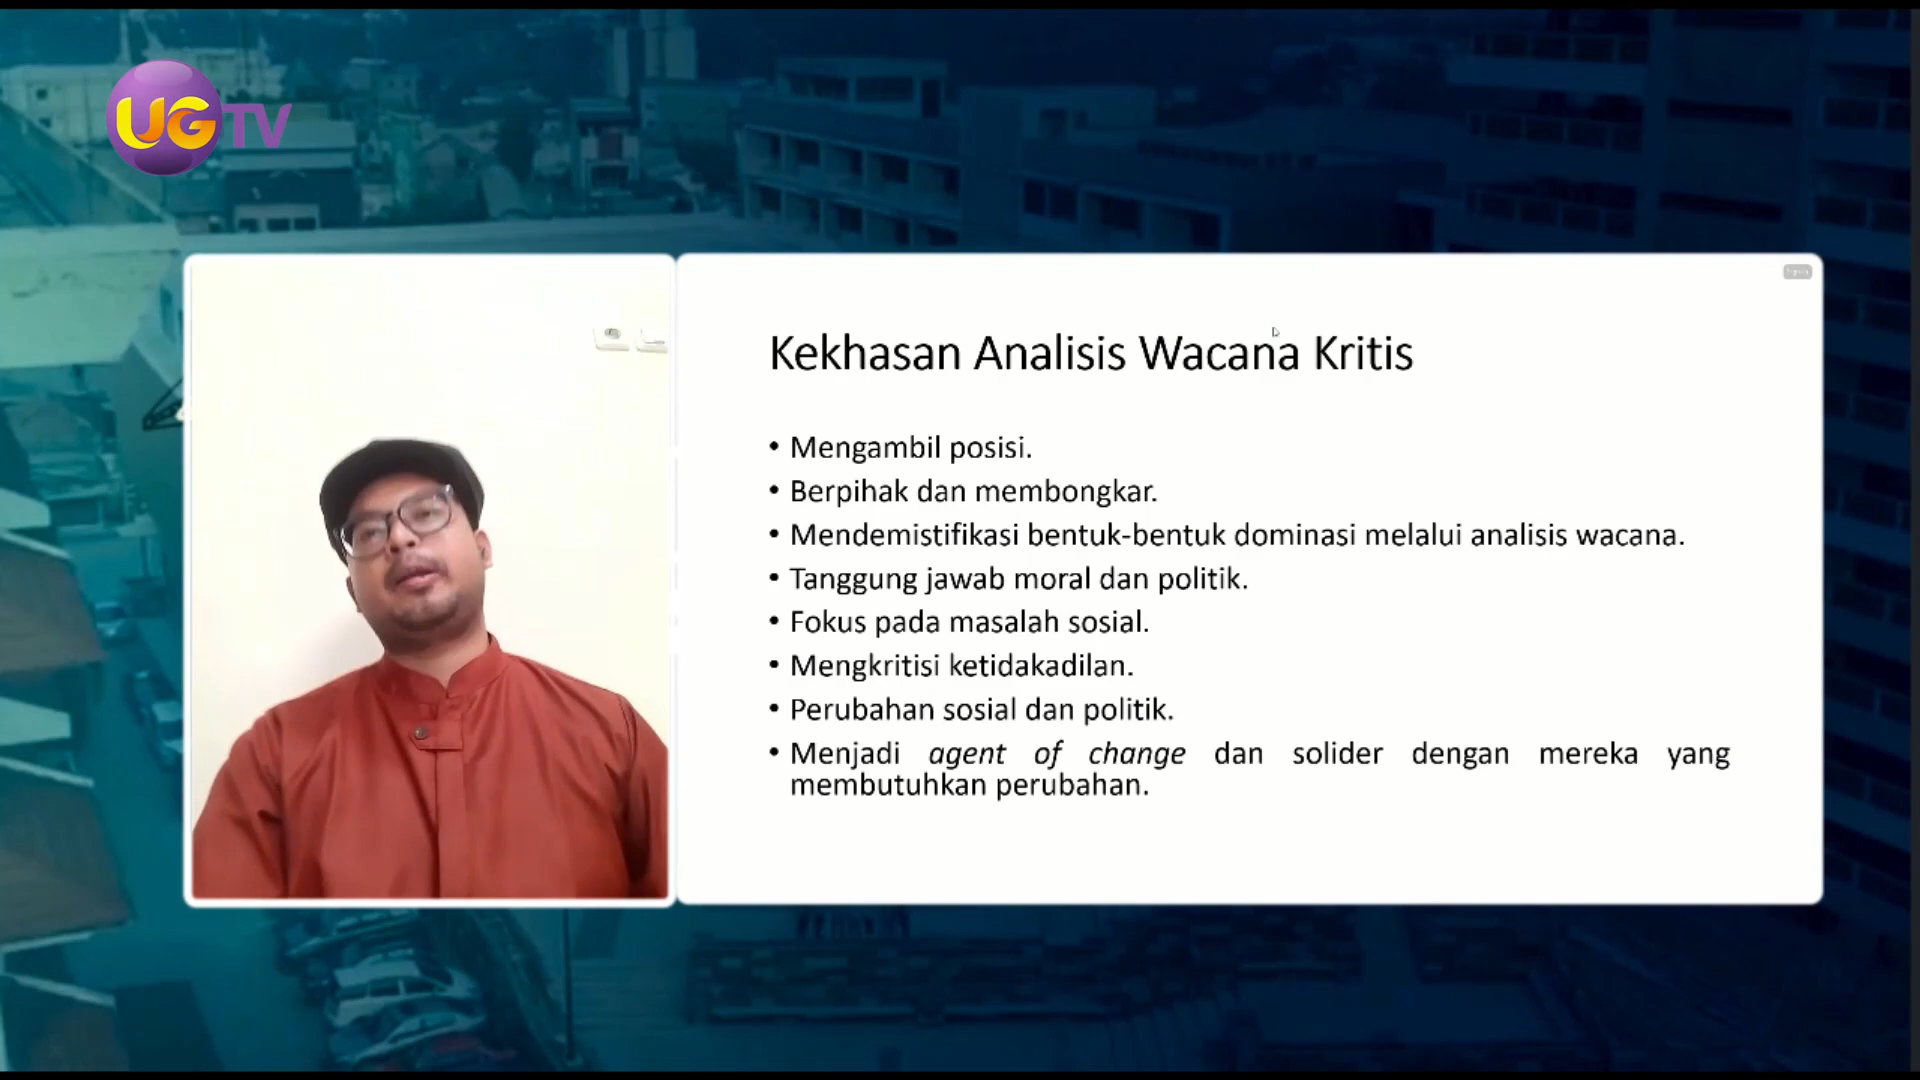 UGTV
Kekhasan Analisis Wacana Kritis
• Mengambil posisi.
• Berpihak dan membongkar.
• Mendemistifikasi bentuk-bentuk dominasi melalui analisis wacana.
• Tanggung jawab moral dan politik.
• Fokus pada masalah sosial.
• Mengkritisi ketidakadilan.
• Perubahan sosial dan politik.
• Menjadi agent of change dan solider dengan mereka yang
membutuhkan perubahan.